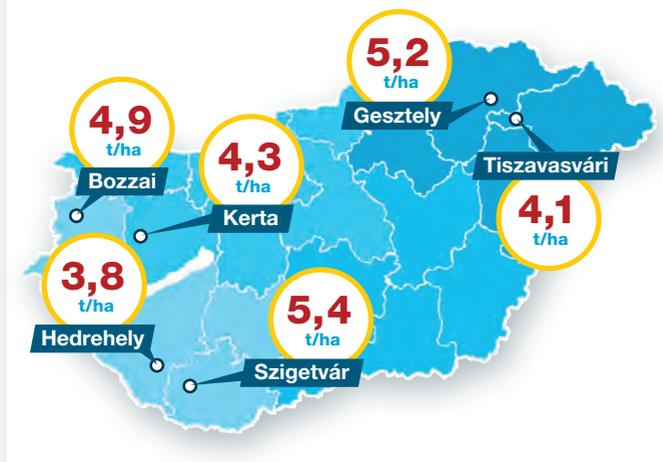 5,2
t/ha
Gesztely
4,9
t/ha
Bozzai
4,3
t/ha
Kerta
Tiszavasvári
4,1
t/ha
3,8
t/ha
Hedrehely
5,4
t/ha
Szigetvár